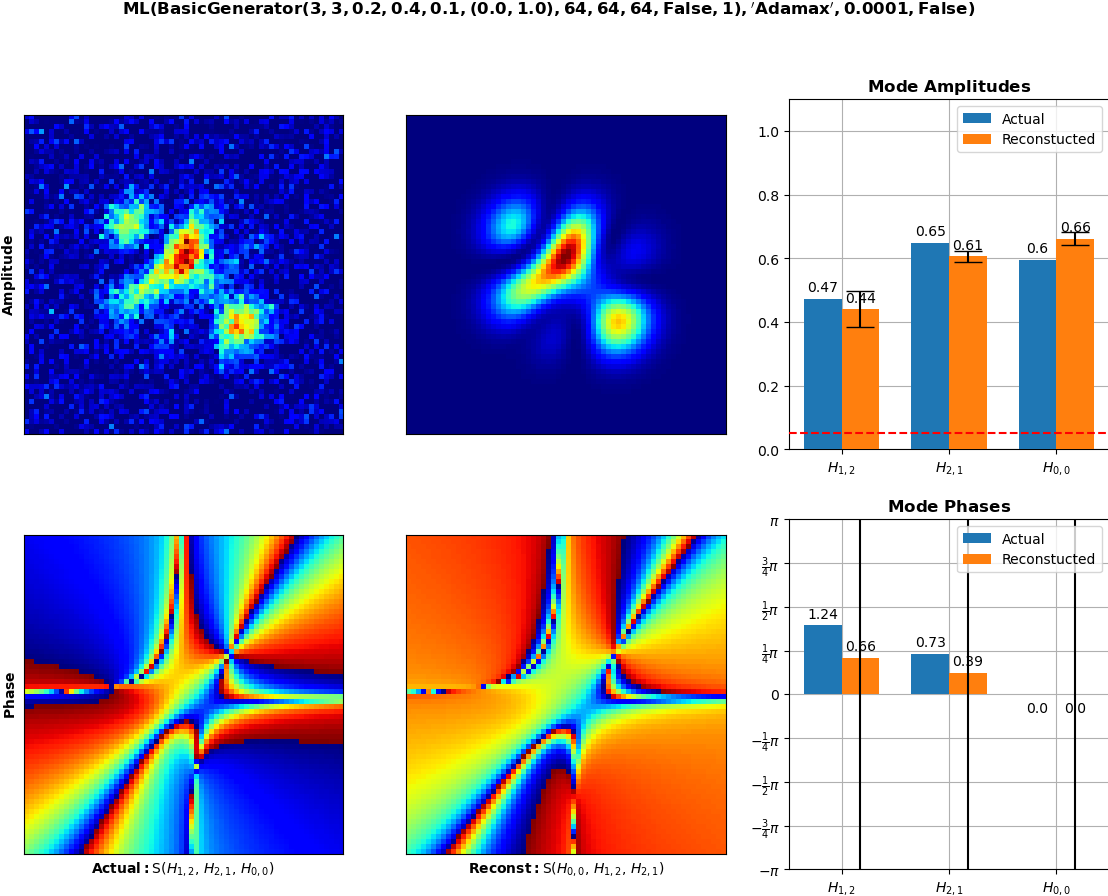 ML(BasicGenerator(3, 3, 0.2, 0.4, 0.1, (0.0, 1.0), 64, 64, 64, False, 1), ′Adamax′, 0.0001, False)
Amplitude
Mode Amplitudes
Actual
Reconstucted
1.0
0.8
0.6
0.4
0.2
0.0
0.47
0.44
0.65
0.61
0.6
0.66
H1,2
H2,1
H0,0
Phase
Actual: S(H1,2, H2,1, H0,0)
Reconst: S(H0,0, H1,2, H2,1)
Mode Phases
Actual
Reconstucted
π
3/4π
1/2π
1/4π
0
−1/4π
−1/2π
−3/4π
−π
1.24
0.66
0.73
0.39
0.0
0.0
H1,2
H2,1
H0,0